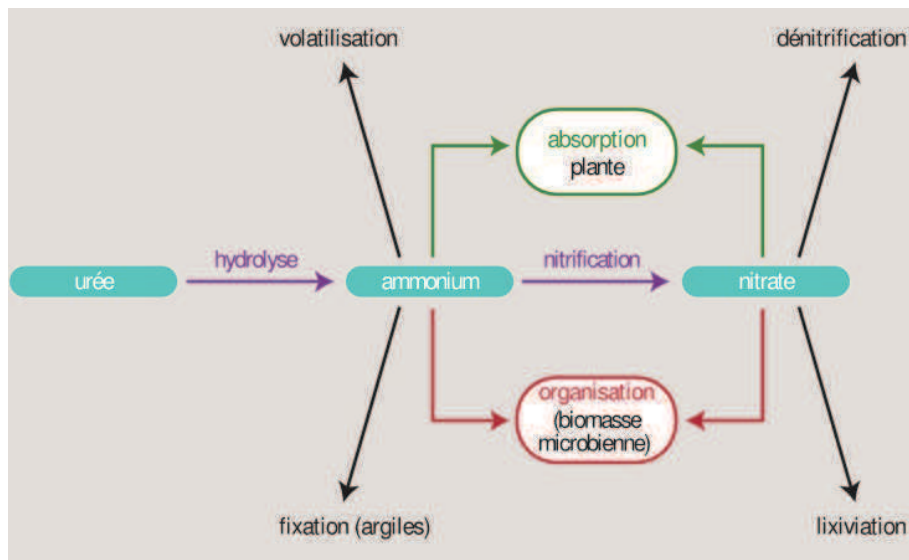 volatilisation
dénitrification
absorption
plante
hydrolyse
nitrification
urée
ammonium
nitrate
organisation
(biomasse
microbienne)
fixation (argiles)
lixiviation